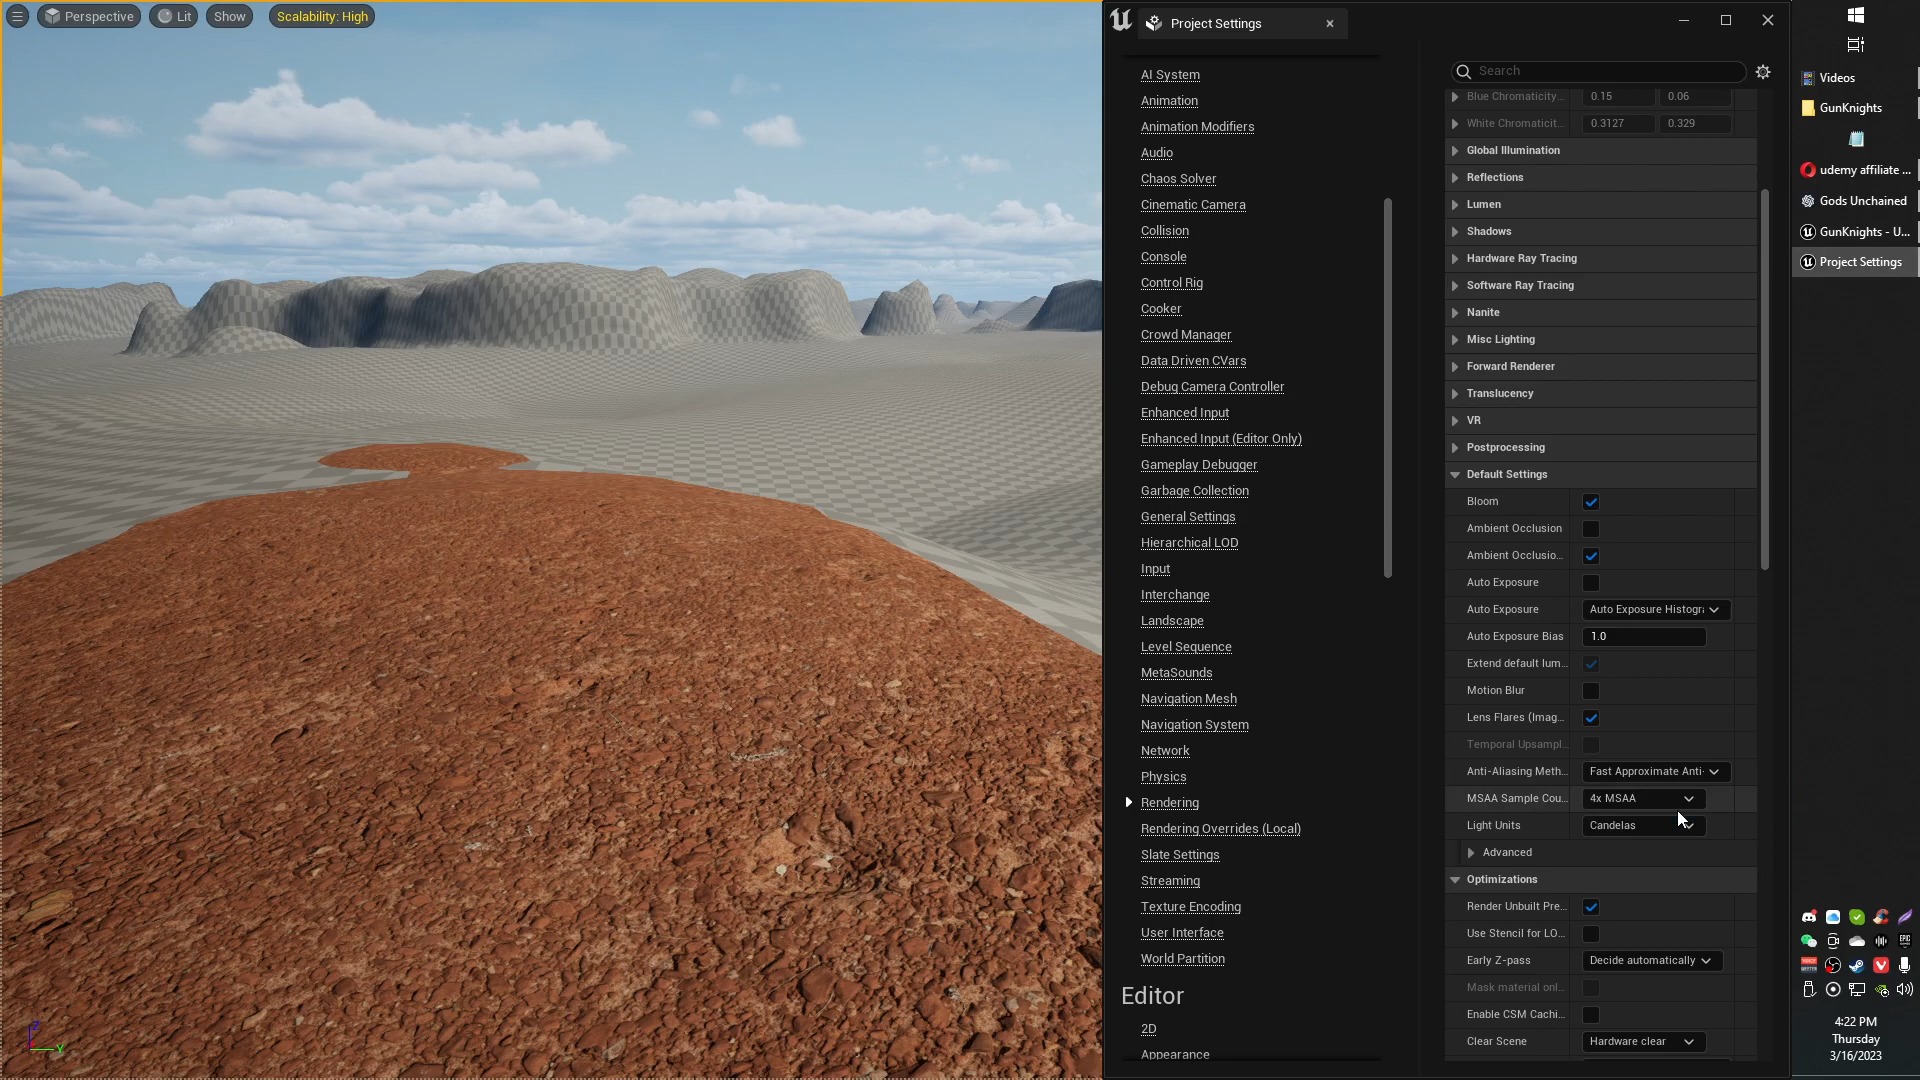 Perspective
Lit
Show
Scalability: High
Z
Y
Project Settings
AI System
Animation
Animation Modifiers
Audio
Chaos Solver
Cinematic Camera
Collision
Console
Control Rig
Cooker
Crowd Manager
Data Driven CVars
Debug Camera Controller
Enhanced Input
Enhanced Input (Editor Only)
Gameplay Debugger
Garbage Collection
General Settings
Hierarchical LOD
Input
Interchange
Landscape
Level Sequence
MetaSounds
Navigation Mesh
Navigation System
Network
Physics
Rendering
Rendering Overrides (Local)
Slate Settings
Streaming
Texture Encoding
User Interface
World Partition
Editor
2D
Appearance
Search
Blue Chromaticity... 0.15 0.06
White Chromaticit... 0.3127 0.329
Global Illumination
Reflections
Lumen
Shadows
Hardware Ray Tracing
Software Ray Tracing
Nanite
Misc Lighting
Forward Renderer
Translucency
VR
Postprocessing
Default Settings
Bloom
Ambient Occlusion
Ambient Occlusio...
Auto Exposure
Auto Exposure Auto Exposure Histogra
Auto Exposure Bias 1.0
Extend default lum...
Motion Blur
Lens Flares (Imag...
Temporal Upsampl...
Anti-Aliasing Meth... Fast Approximate Anti-
MSAA Sample Cou... 4x MSAA
Light Units Candelas
Advanced
Optimizations
Render Unbuilt Pre...
Use Stencil for LO...
Early Z-pass Decide automatically
Mask material onl...
Enable CSM Cachi...
Clear Scene Hardware clear
Videos
GunKnights
udemy affiliate ...
Gods Unchained
GunKnights - U...
Project Settings
4:22 PM
Thursday
3/16/2023